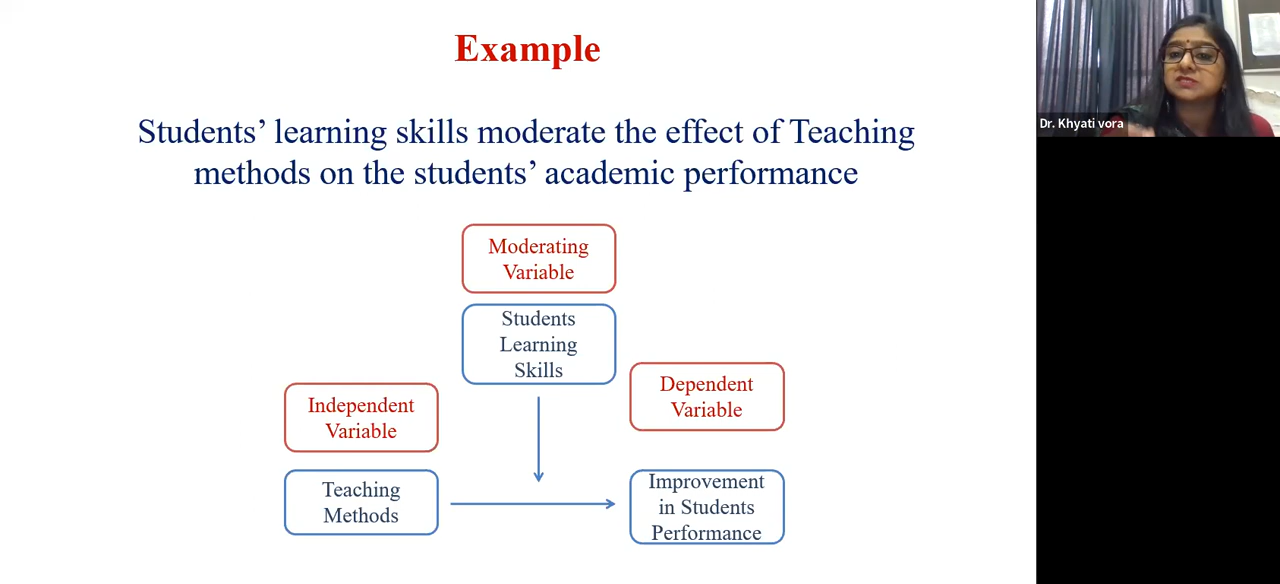 Example
Students’ learning skills moderate the effect of Teaching
methods on the students’ academic performance
Moderating
Variable
Students
Learning
Skills
Independent
Variable
Dependent
Variable
Teaching
Methods
Improvement
in Students
Performance
Dr. Khyati vora